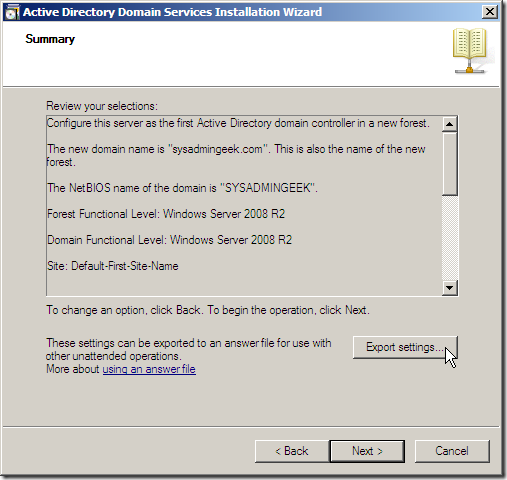 Active Directory Domain Services Installation Wizard
Summary
Review your selections:
Configure this server as the first Active Directory domain controller in a new forest.
The new domain name is "sysadmingeek.com". This is also the name of the new
forest.
The NetBIOS name of the domain is "SYSADMINGEEK".
Forest Functional Level: Windows Server 2008 R2
Domain Functional Level: Windows Server 2008 R2
Site: Default-First-Site-Name
To change an option, click Back. To begin the operation, click Next.
These settings can be exported to an answer file for use with
other unattended operations.
More about using an answer file
Export settings...
< Back
Next >
Cancel